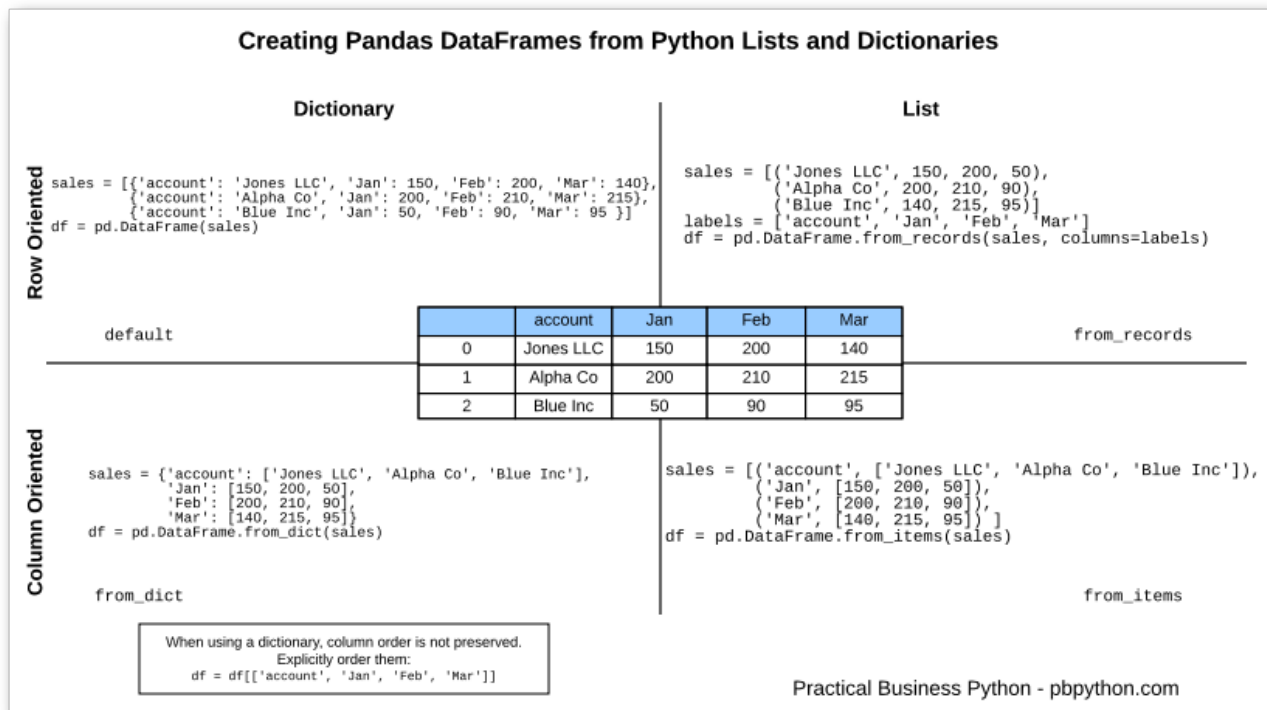 Creating Pandas DataFrames from Python Lists and Dictionaries
Dictionary
List
Row Oriented
sales = [{'account': 'Jones LLC', 'Jan': 150, 'Feb': 200, 'Mar': 140},
{'account': 'Alpha Co', 'Jan': 200, 'Feb': 210, 'Mar': 215},
{'account': 'Blue Inc', 'Jan': 50, 'Feb': 90, 'Mar': 95 }]
df = pd.DataFrame(sales)
default
sales = [('Jones LLC', 150, 200, 50),
('Alpha Co', 200, 210, 90),
('Blue Inc', 140, 215, 95)]
labels = ['account', 'Jan', 'Feb', 'Mar']
df = pd.DataFrame.from_records(sales, columns=labels)
from_records
account Jan Feb Mar
0 Jones LLC 150 200 140
1 Alpha Co 200 210 215
2 Blue Inc 50 90 95
Column Oriented
sales = {'account': ['Jones LLC', 'Alpha Co', 'Blue Inc'],
'Jan': [150, 200, 50],
'Feb': [200, 210, 90],
'Mar': [140, 215, 95]}
df = pd.DataFrame.from_dict(sales)
from_dict
sales = [('account', ['Jones LLC', 'Alpha Co', 'Blue Inc']),
('Jan', [150, 200, 50]),
('Feb', [200, 210, 90]),
('Mar', [140, 215, 95]) ]
df = pd.DataFrame.from_items(sales)
from_items
When using a dictionary, column order is not preserved.
Explicitly order them:
df = df[['account', 'Jan', 'Feb', 'Mar']]
Practical Business Python - pbpython.com